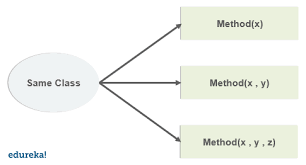 Method(x)
Same Class
Method(x , y)
Method(x , y , z)
edureka!